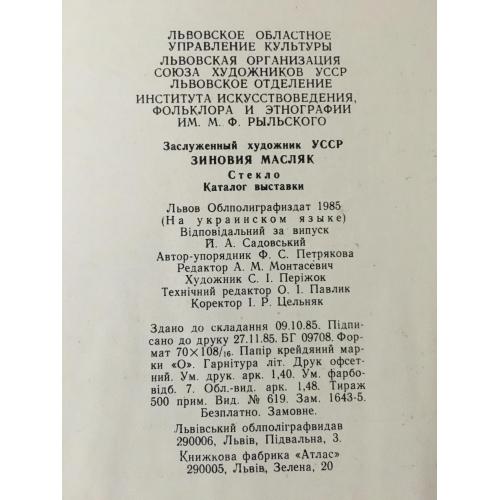 ЛЬВОВСКОЕ ОБЛАСТНОЕ
УПРАВЛЕНИЕ КУЛЬТУРЫ
ЛЬВОВСКАЯ ОРГАНИЗАЦИЯ
СОЮЗА ХУДОЖНИКОВ УССР
ЛЬВОВСКОЕ ОТДЕЛЕНИЕ
ИНСТИТУТА ИСКУССТВОВЕДЕНИЯ,
ФОЛЬКЛОРА И ЭТНОГРАФИИ
ИМ. М. Ф. РЫЛЬСКОГО
Заслуженный художник УССР
ЗИНОВИЯ МАСЛЯК
Стекло
Каталог выставки
Львов Облполиграфиздат 1985
(На украинском языке)
Відповідальний за випуск
Й. А. Садовський
Автор-упорядник Ф. С. Петрякова
Редактор А. М. Монтасевич
Художник С. І. Періжок
Технічний редактор О. І. Павлик
Коректор І. Р. Цельняк
Здано до складання 09.10.85. Підпи-
сано до друку 27.11.85. БГ 09708. Фор-
мат 70×108/16. Папір крейдяний мар-
ки «О». Гарнітура літ. Друк офсет-
ний. Ум. друк. арк. 1,40. Ум. фарбо-
відб. 7. Обл.-вид. арк. 1,48. Тираж
500 прим. Вид. № 619. Зам. 1643-5.
Безплатно. Замовне.
Львівський облполіграфвидав
290006, Львів, Підвальна, 3.
Книжкова фабрика «Атлас»
290005, Львів, Зелена, 20